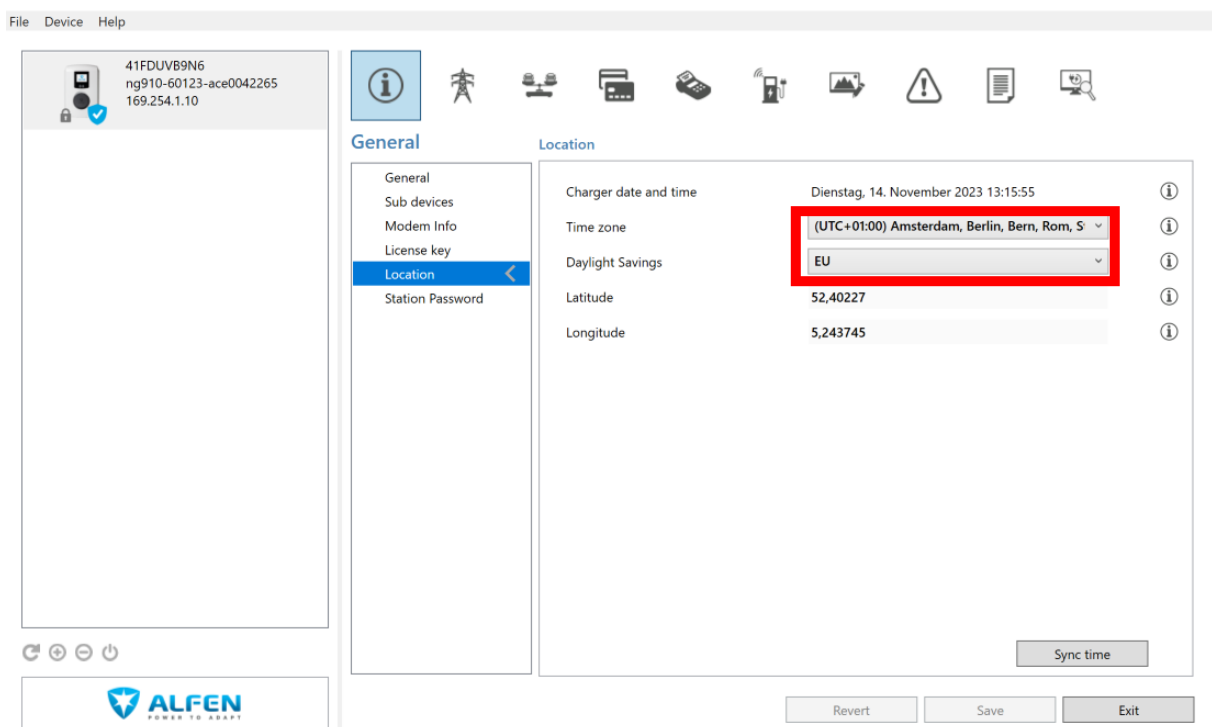 File Device Help
41FDUVB9N6
ng910-60123-ace0042265
169.254.1.10
General
General
Sub devices
Modem Info
License key
Location
Station Password
Location
Charger date and time Dienstag, 14. November 2023 13:15:55
Time zone (UTC+01:00) Amsterdam, Berlin, Bern, Rom, S
Daylight Savings EU
Latitude 52,40227
Longitude 5,243745
Sync time
ALFEN
POWER TO ADAPT
Revert Save Exit